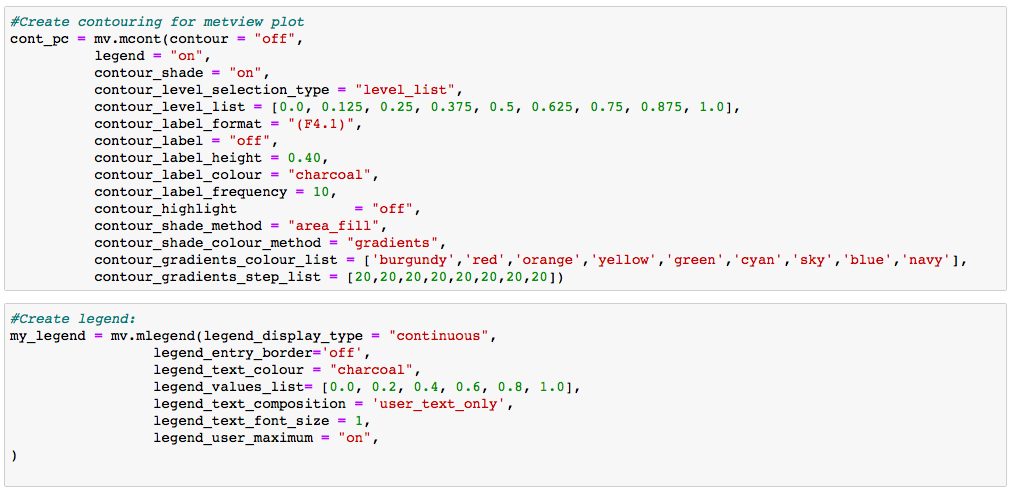 #Create contouring for metview plot
cont_pc = mv.mcont(contour = "off",
          legend = "on",
          contour_shade = "on",
          contour_level_selection_type = "level_list",
          contour_level_list = [0.0, 0.125, 0.25, 0.375, 0.5, 0.625, 0.75, 0.875, 1.0],
          contour_label_format = "(F4.1)",
          contour_label = "off",
          contour_label_height = 0.40,
          contour_label_colour = "charcoal",
          contour_label_frequency = 10,
          contour_highlight              = "off",
          contour_shade_method = "area_fill",
          contour_shade_colour_method = "gradients",
          contour_gradients_colour_list = ['burgundy','red','orange','yellow','green','cyan','sky','blue','navy'],
          contour_gradients_step_list = [20,20,20,20,20,20,20,20])
#Create legend:
my_legend = mv.mlegend(legend_display_type = "continuous",
                 legend_entry_border='off',
                 legend_text_colour = "charcoal",
                 legend_values_list= [0.0, 0.2, 0.4, 0.6, 0.8, 1.0],
                 legend_text_composition = 'user_text_only',
                 legend_text_font_size = 1,
                 legend_user_maximum = "on",
)